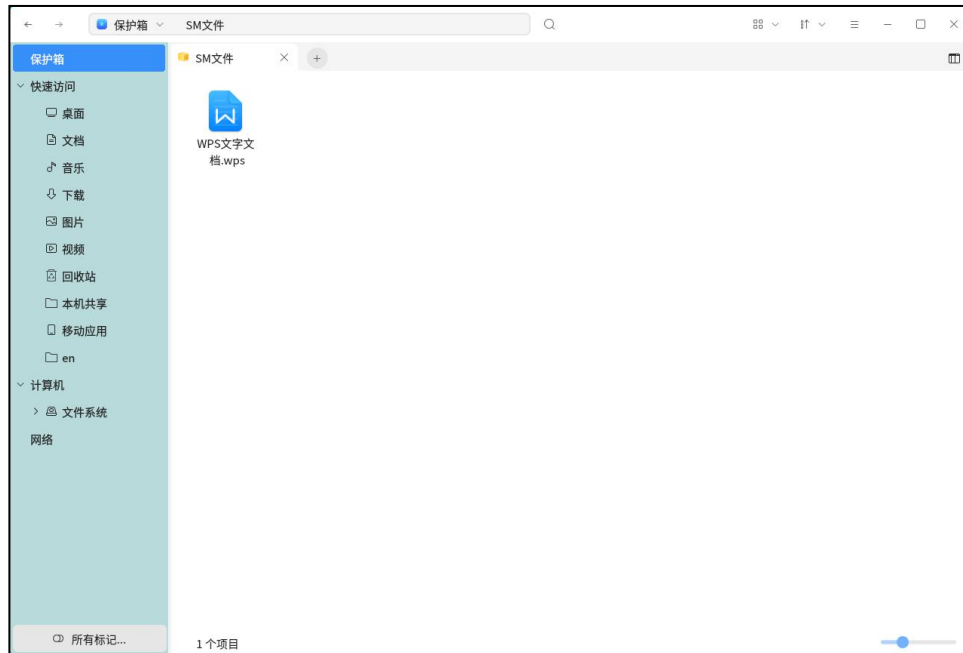 保护箱 SM文件
保护箱
SM文件
快速访问
桌面
文档
音乐
下载
图片
视频
回收站
本机共享
移动应用
en
计算机
文件系统
网络
所有标记...
WPS文字文
档.wps
1个项目